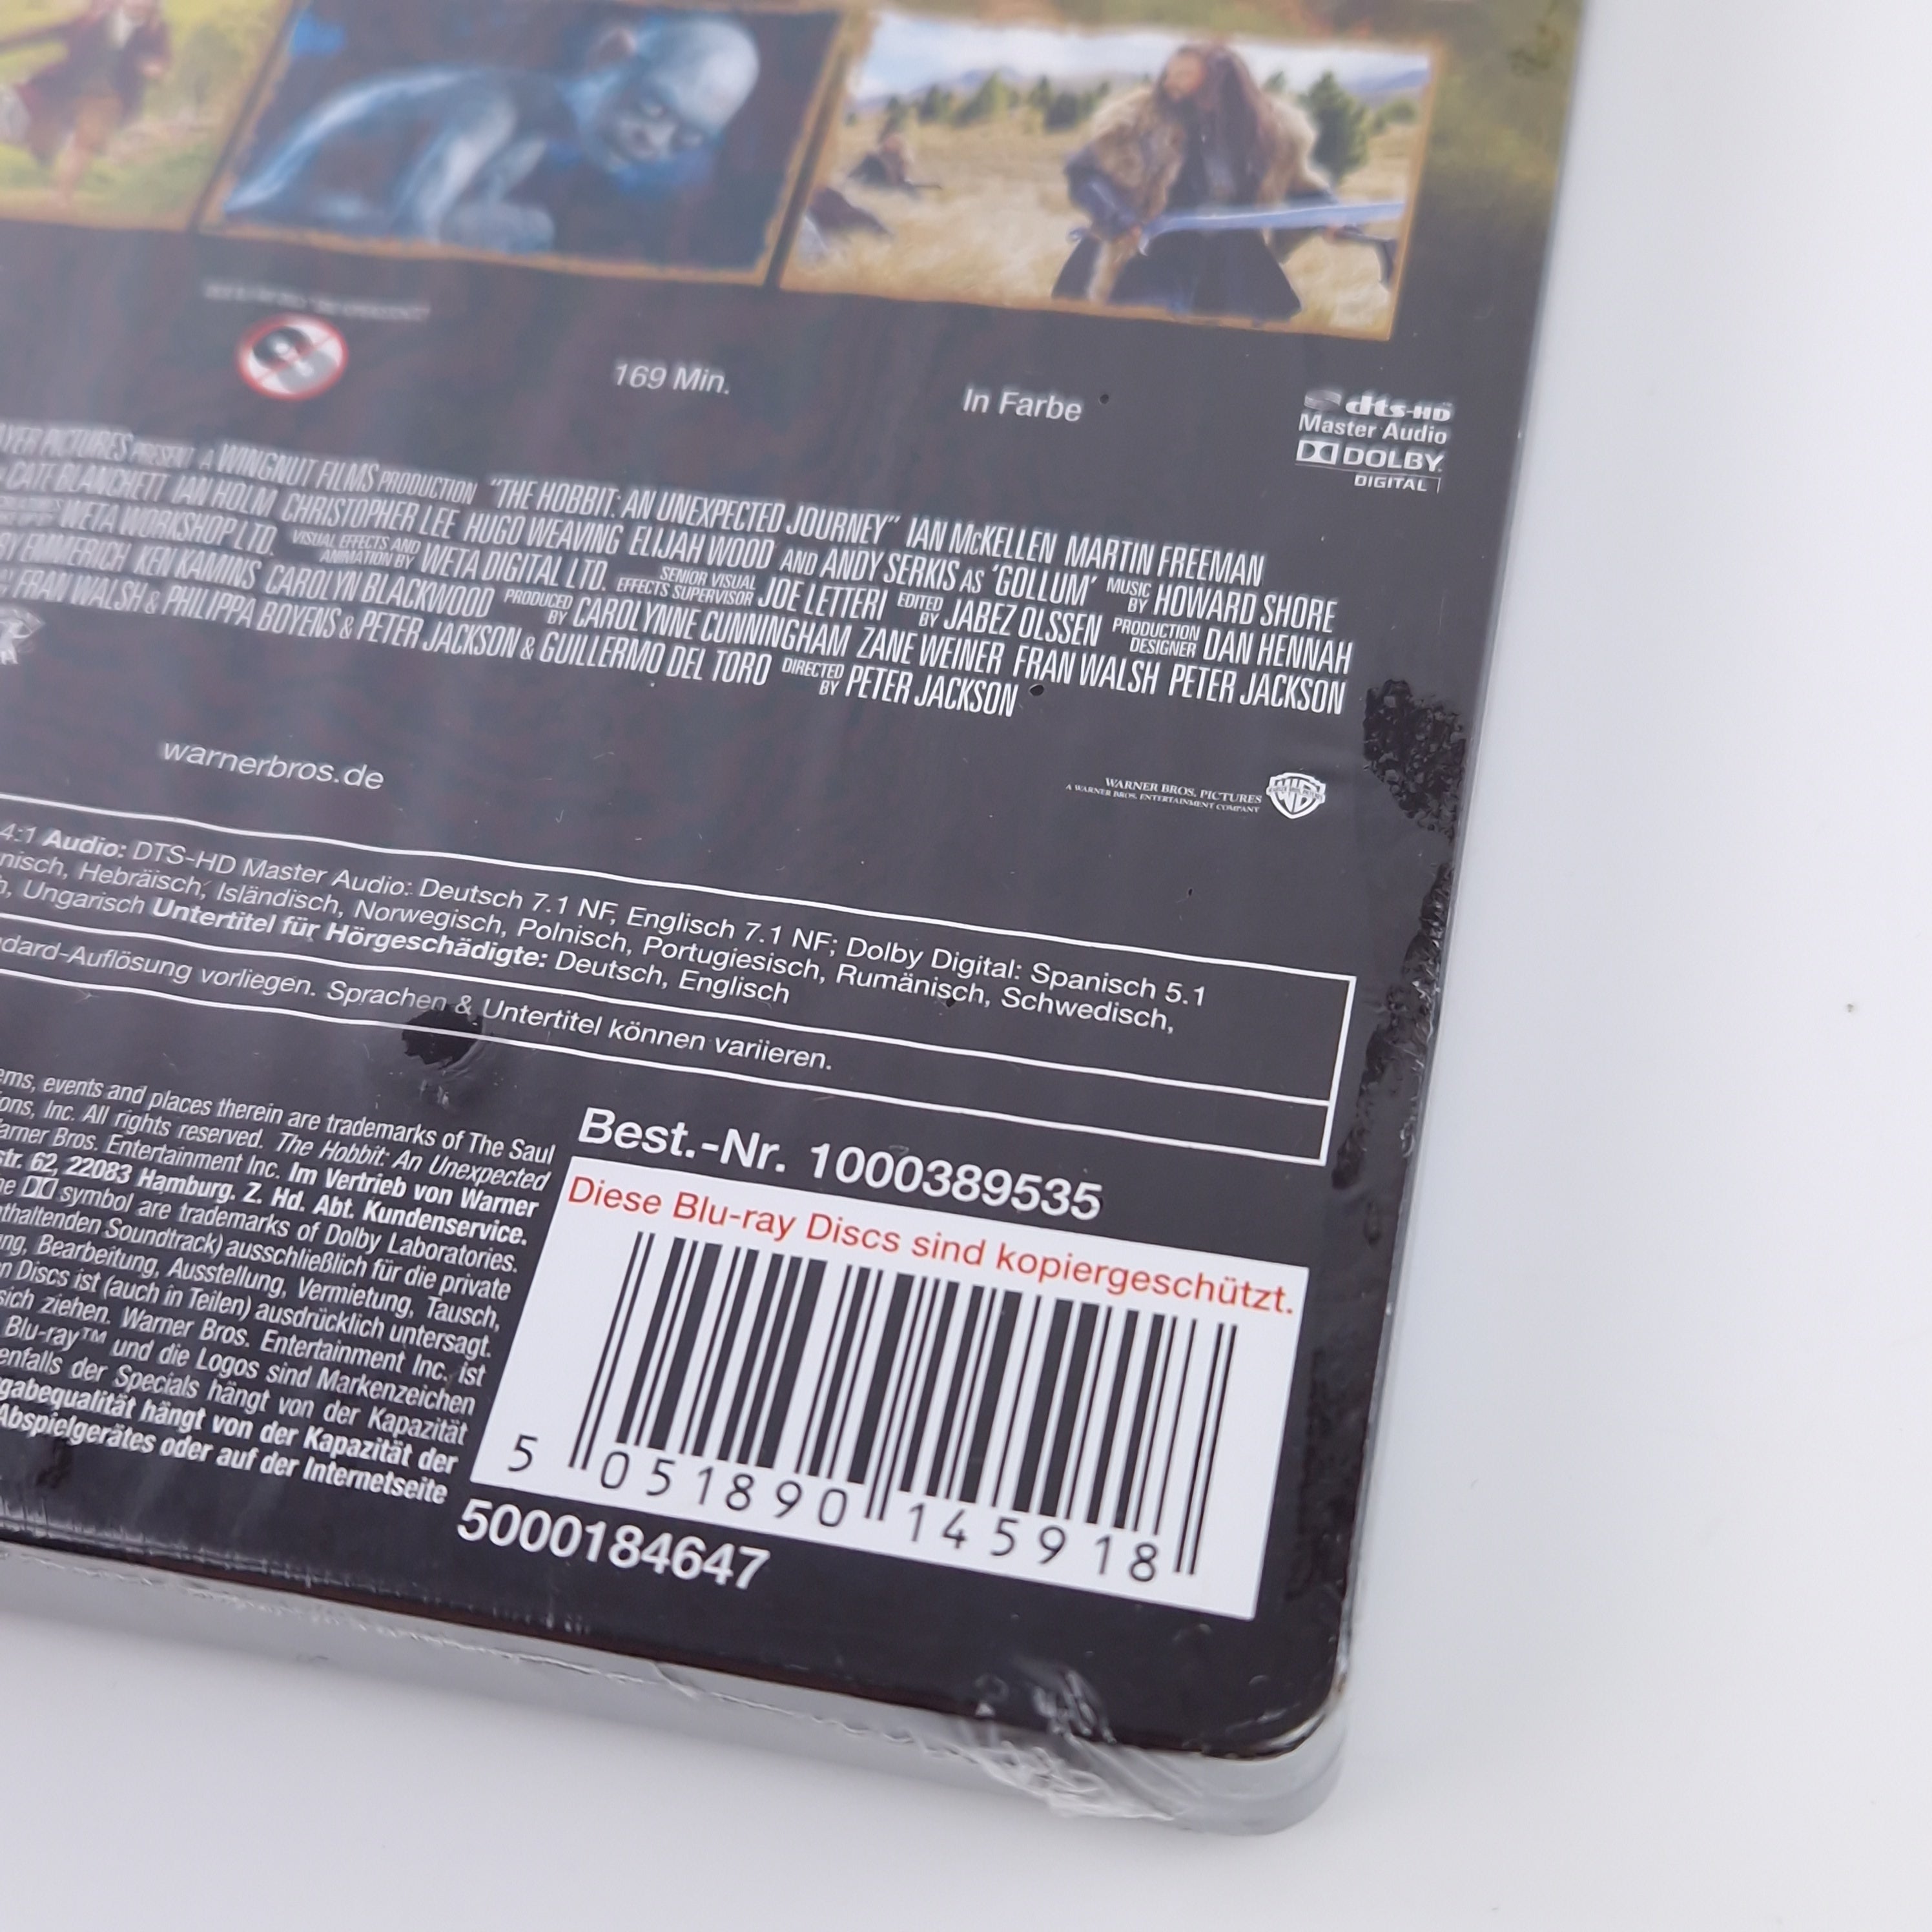 169 Min.
In Farbe
dts-HD
Master Audio
DOLBY
DIGITAL
PICTURES PRESENT A WINGNUT FILMS PRODUCTION "THE HOBBIT: AN UNEXPECTED JOURNEY" IAN McKELLEN MARTIN FREEMAN
CATE BLANCHETT IAN HOLM CHRISTOPHER LEE HUGO WEAVING ELIJAH WOOD AND ANDY SERKIS AS 'GOLLUM' MUSIC BY HOWARD SHORE
WETA WORKSHOP LTD. VISUAL EFFECTS AND ANIMATION BY WETA DIGITAL LTD. SENIOR VISUAL EFFECTS SUPERVISOR JOE LETTERI EDITED BY JABEZ OLSSEN PRODUCTION DESIGNER DAN HENNAH
EMMERICH KEN KAMINS CAROLYN BLACKWOOD PRODUCED BY CAROLYNNE CUNNINGHAM ZANE WEINER FRAN WALSH PETER JACKSON
FRAN WALSH & PHILIPPA BOYENS & PETER JACKSON & GUILLERMO DEL TORO DIRECTED BY PETER JACKSON
warnerbros.de
WARNER BROS. PICTURES
A WARNER BROS. ENTERTAINMENT COMPANY
4:1 Audio: DTS-HD Master Audio: Deutsch 7.1 NF, Englisch 7.1 NF; Dolby Digital: Spanisch 5.1
Hebräisch, Isländisch, Norwegisch, Polnisch, Portugiesisch, Rumänisch, Schwedisch,
Ungarisch Untertitel für Hörgeschädigte: Deutsch, Englisch
dard-Auflösung vorliegen. Sprachen & Untertitel können variieren.
events and places therein are trademarks of The Saul
Inc. All rights reserved. The Hobbit: An Unexpected
Warner Bros. Entertainment Inc. Im Vertrieb von Warner
str. 62, 22083 Hamburg. Z. Hd. Abt. Kundenservice.
symbol are trademarks of Dolby Laboratories.
enthaltenden Soundtrack) ausschließlich für die private
Bearbeitung, Ausstellung, Vermietung, Tausch,
Discs ist (auch in Teilen) ausdrücklich untersagt.
sich ziehen. Warner Bros. Entertainment Inc. ist
Blu-ray™ und die Logos sind Markenzeichen
enfalls der Specials hängt von der Kapazität
gabequalität hängt von der Kapazität der
Abspielgerätes oder auf der Internetseite
Best.-Nr. 1000389535
Diese Blu-ray Discs sind kopiergeschützt.
5 051890 145918
5000184647